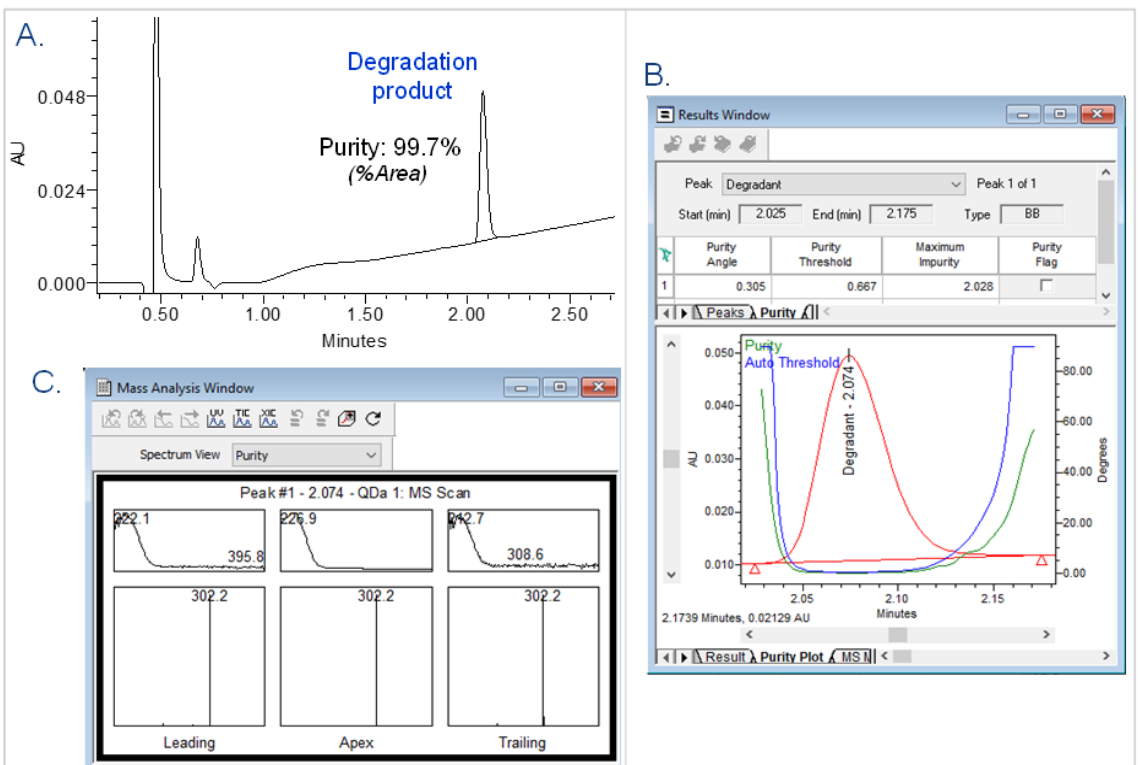 A.
0.048
0.024
0.000
AU
Degradation
product
Purity: 99.7%
(%Area)
0.50 1.00 1.50 2.00 2.50
Minutes
B.
Results Window
Peak Degradant Peak 1 of 1
Start (min) 2.025 End (min) 2.175 Type BB
Purity Angle Purity Threshold Maximum Impurity Purity Flag
1 0.305 0.667 2.028
Peaks Purity
Purity
Auto Threshold
0.050
0.040
0.030
0.020
0.010
AU
Degradant - 2.074
80.00
60.00
40.00
20.00
0.00
Degrees
2.05 2.10 2.15
Minutes
2.1739 Minutes, 0.02129 AU
Result Purity Plot
C.
Mass Analysis Window
UV TIC XIC
Spectrum View Purity
Peak #1 - 2.074 - QDa 1: MS Scan
395.8
308.6
302.2 302.2 302.2
Leading Apex Trailing